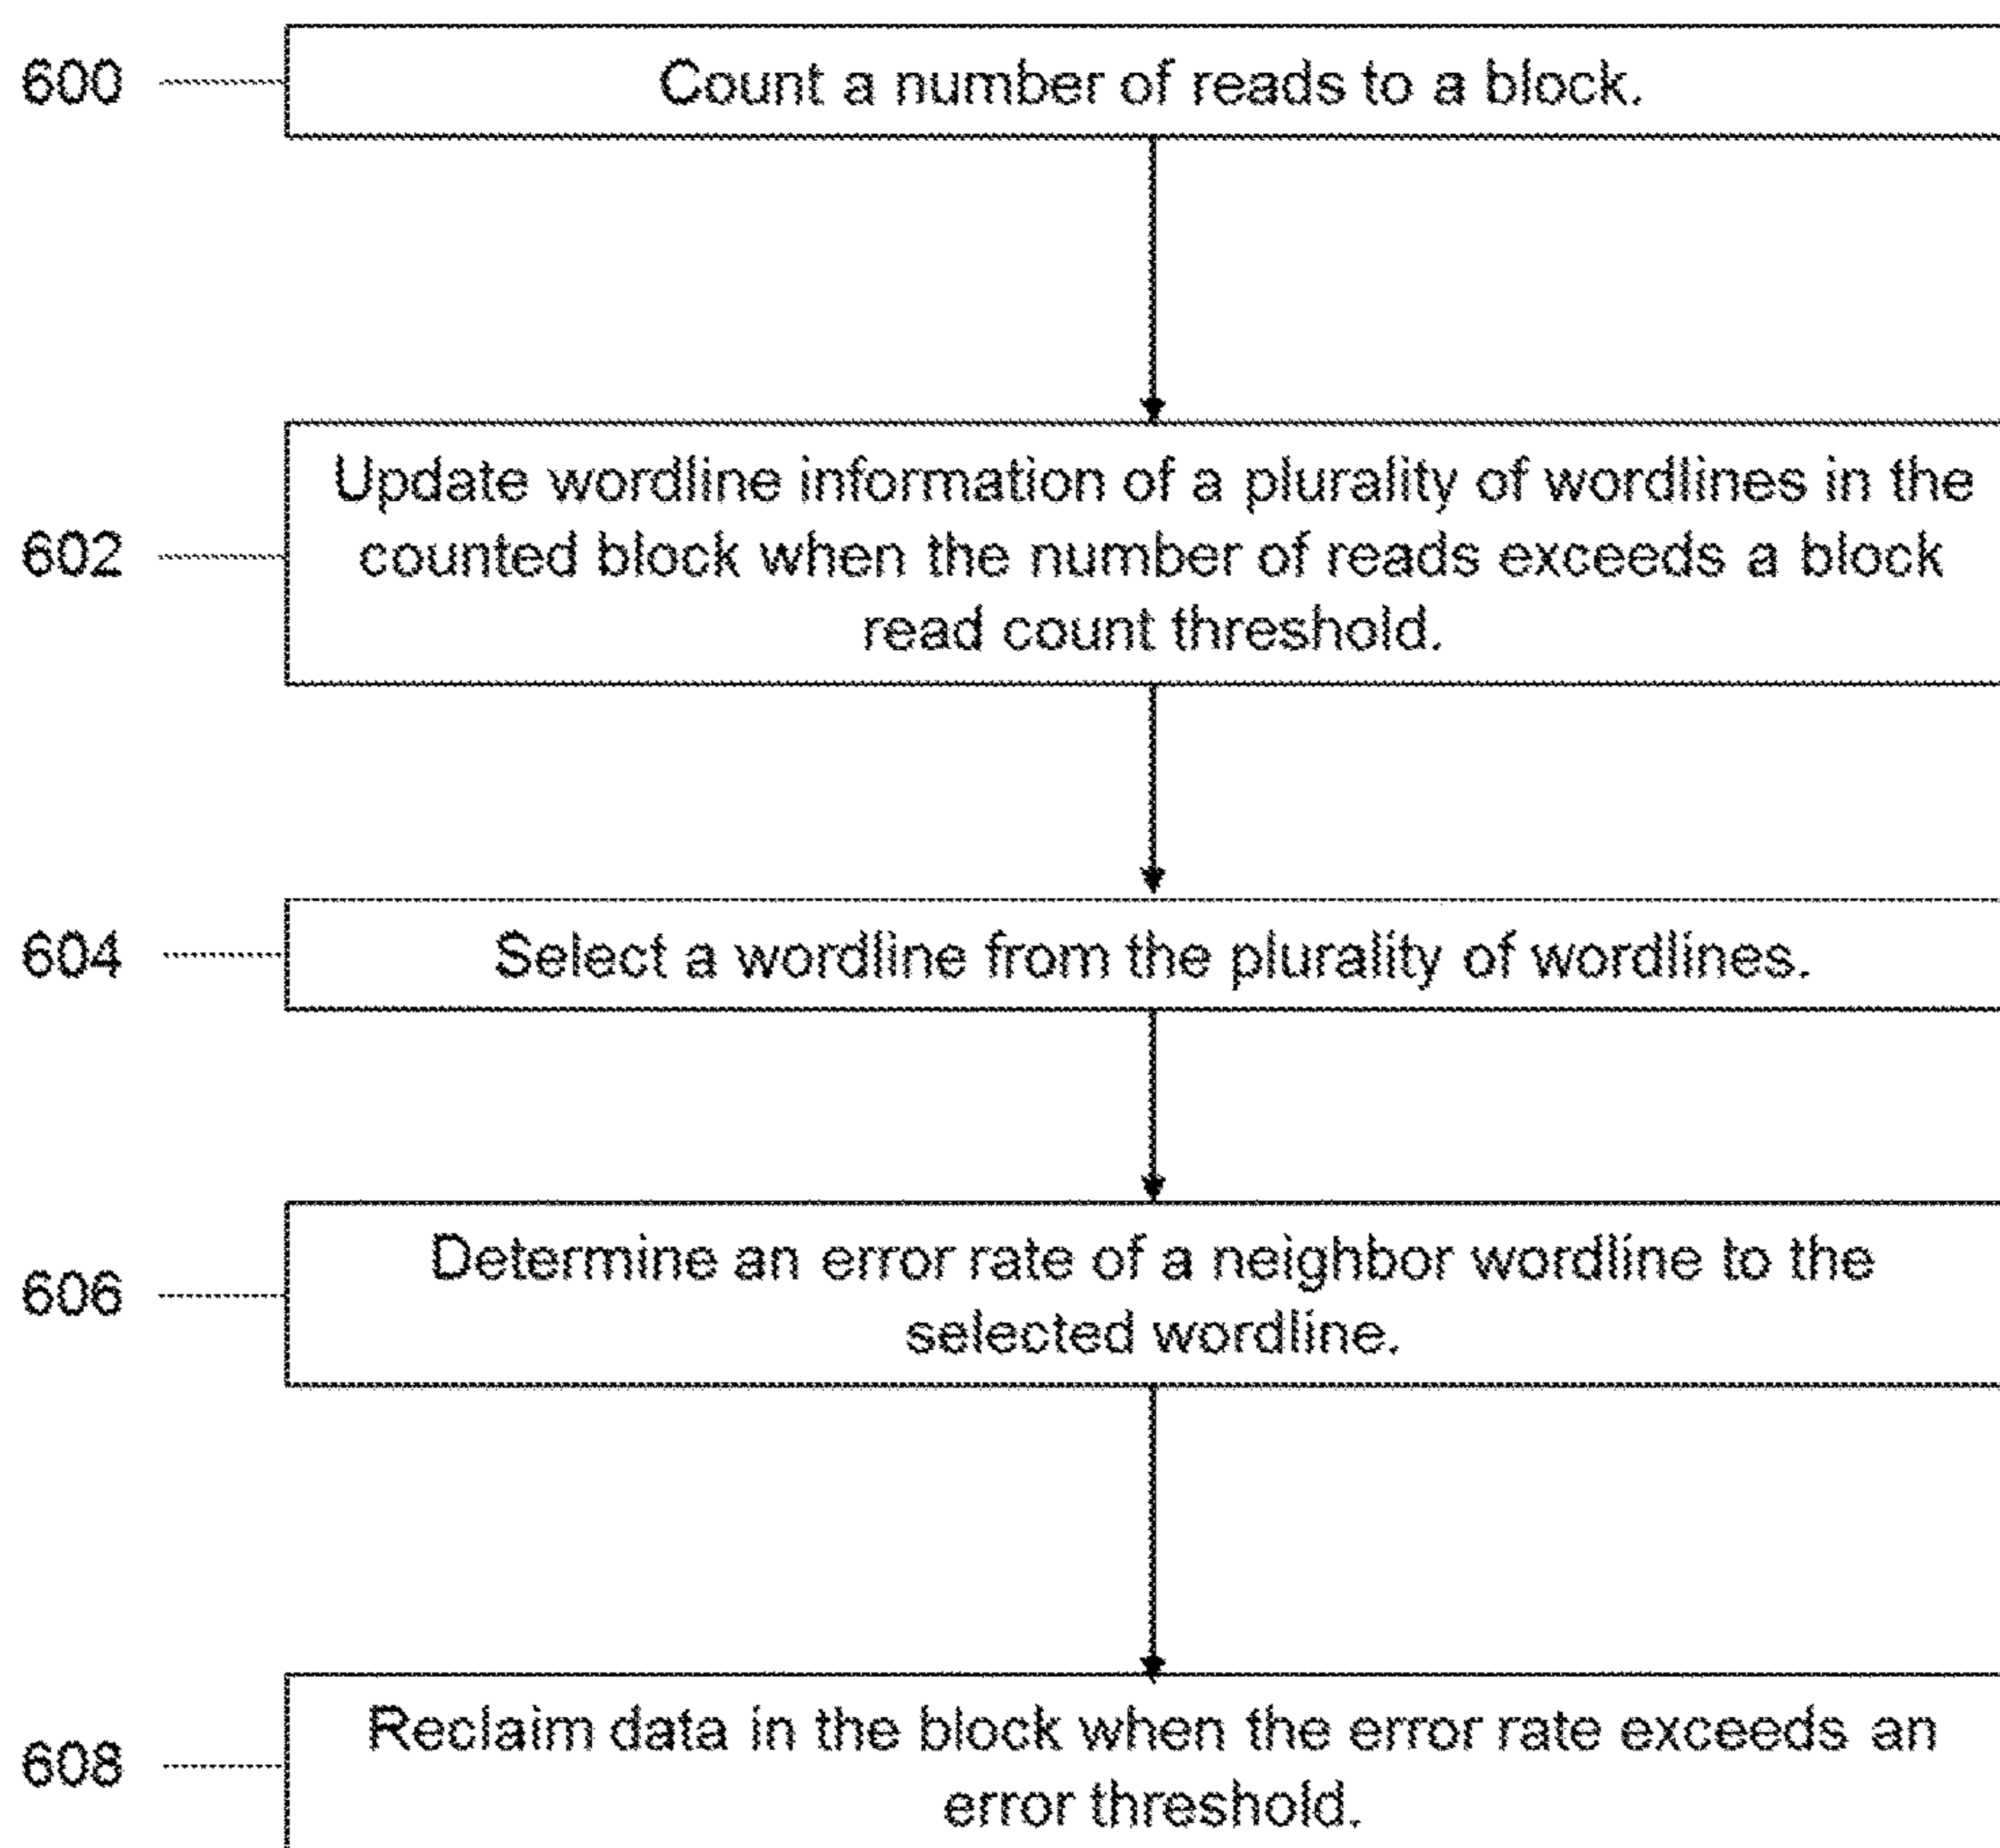 600
Count a number of reads to a block.
602
Update wordline information of a plurality of wordlines in the
counted block when the number of reads exceeds a block
read count threshold.
604
Select a wordline from the plurality of wordlines.
606
Determine an error rate of a neighbor wordline to the
selected wordline.
608
Reclaim data in the block when the error rate exceeds an
error threshold.